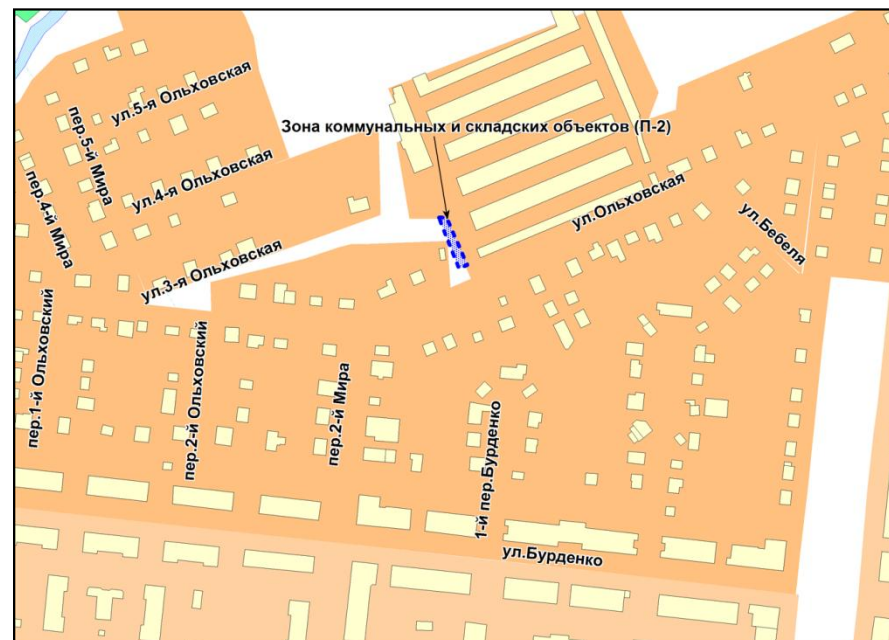 ул.5-я Ольховская
пер.5-й Мира
Зона коммунальных и складских объектов (П-2)
ул.4-я Ольховская
пер.4-й Мира
ул.Ольховская
ул.Бебеля
ул.3-я Ольховская
пер.1-й Ольховский
пер.2-й Ольховский
пер.2-й Мира
1-й пер.Бурденко
ул.Бурденко